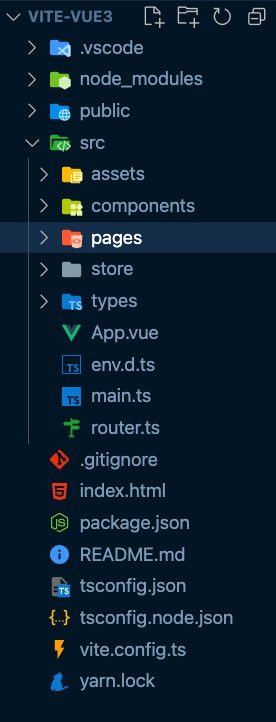 VITE-VUE3
.vscode
node_modules
public
src
assets
components
pages
store
types
App.vue
env.d.ts
main.ts
router.ts
.gitignore
index.html
package.json
README.md
tsconfig.json
tsconfig.node.json
vite.config.ts
yarn.lock